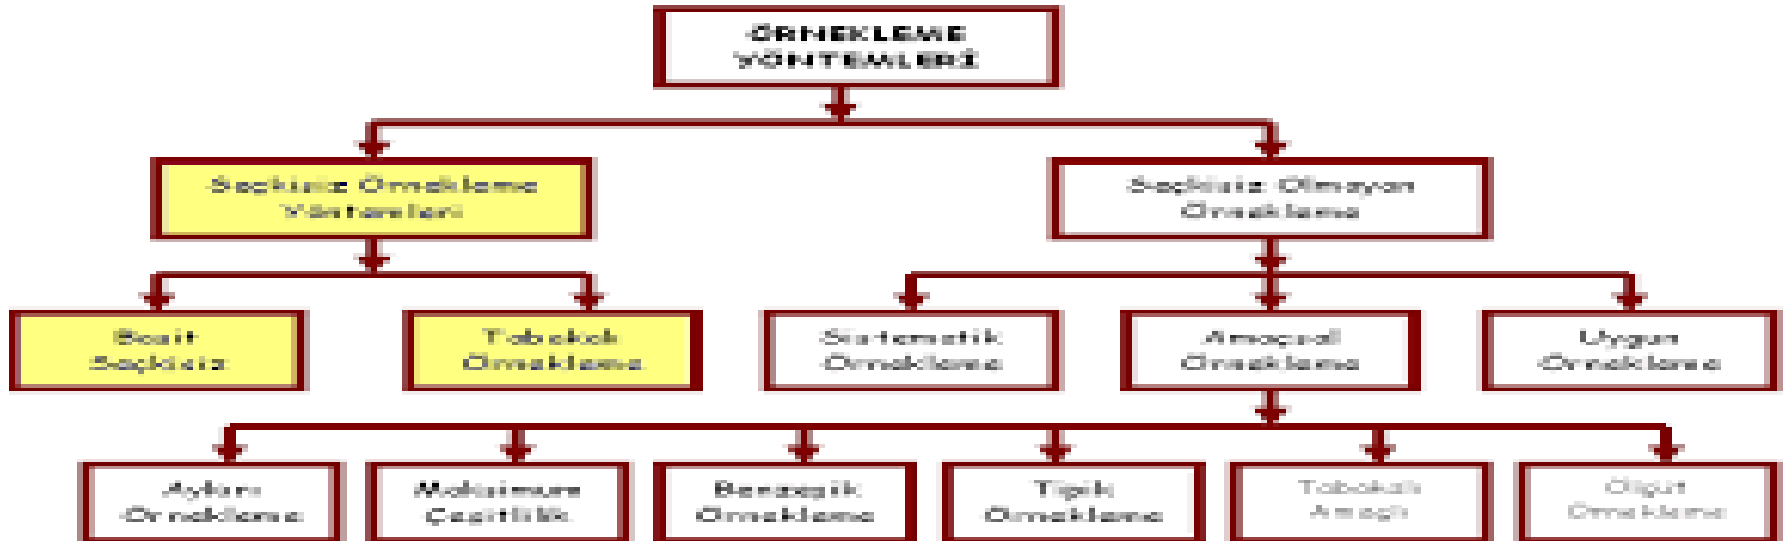 ÖRNEKLEME
YÖNTEMLERİ
Seçkisiz Örnekleme
Yöntemleri
Seçkisiz Olmayan
Örnekleme
Basit
Seçkisiz
Tabakalı
Örnekleme
Sistematik
Örnekleme
Amaçsal
Örnekleme
Uygun
Örnekleme
Aykırı
Örnekleme
Maksimum
Çeşitlilik
Benzeşik
Örnekleme
Tipik
Örnekleme
Tabakalı
Amaçlı
Ölçüt
Örnekleme